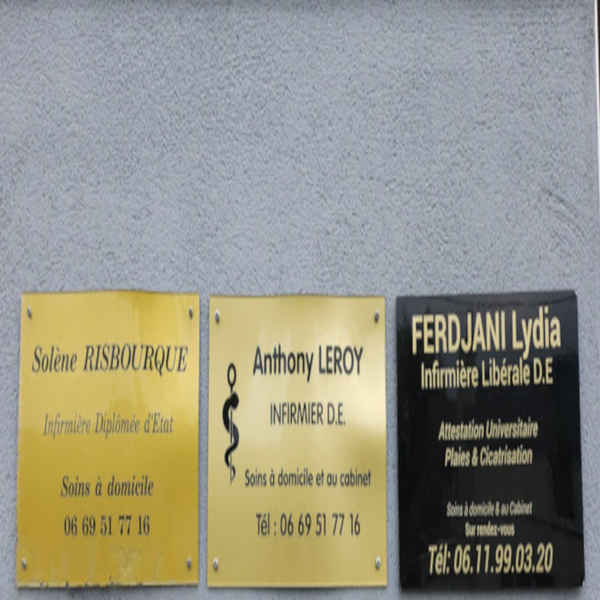 Solène RISBOURQUE
Infirmière Diplômée d'Etat
Soins à domicile
06 69 51 77 16
Anthony LEROY
INFIRMIER D.E.
Soins à domicile et au cabinet
Tél : 06 69 51 77 16
FERDJANI Lydia
Infirmière Libérale D.E
Attestation Universitaire
Plaies & Cicatrisation
Soins à domicile & au Cabinet
Sur rendez-vous
Tél: 06.11.99.03.20